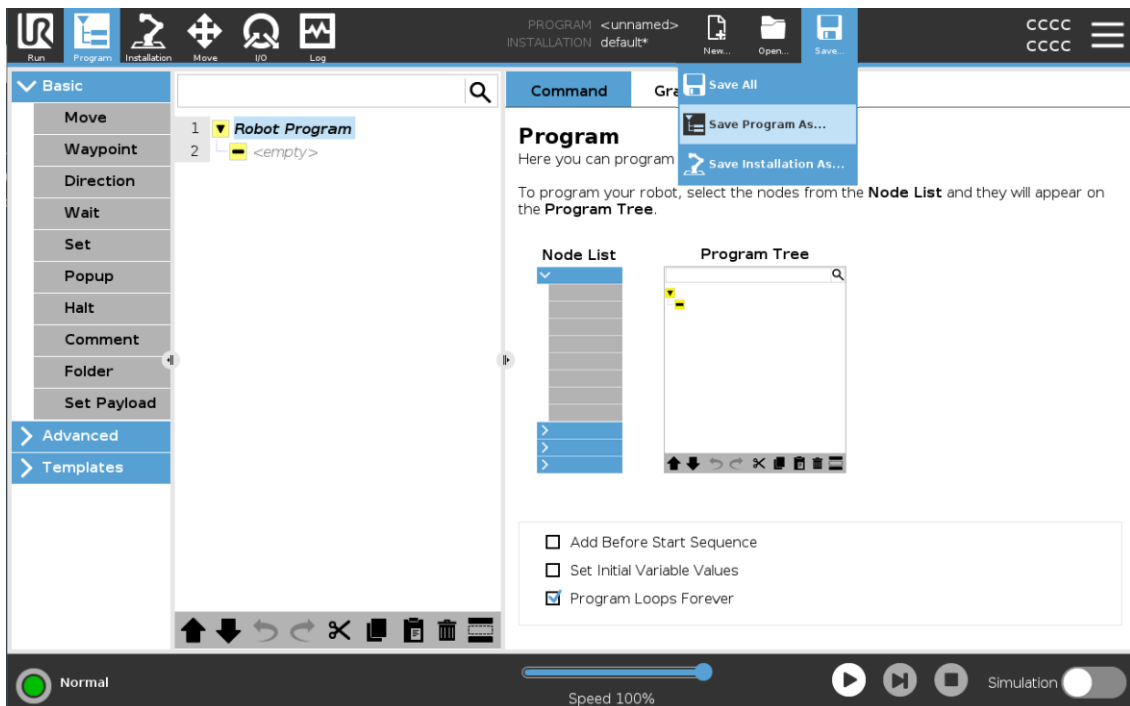 UR
PROGRAM <unnamed>
INSTALLATION default*
CCCC
CCCC
Run Program Installation Move I/O Log New... Open... Save...
Basic
Move
Waypoint
Direction
Wait
Set
Popup
Halt
Comment
Folder
Set Payload
Advanced
Templates
1 Robot Program
2 <empty>
Command Gra
Save All
Save Program As...
Save Installation As...
Program
Here you can program
To program your robot, select the nodes from the Node List and they will appear on
the Program Tree.
Node List Program Tree
Add Before Start Sequence
Set Initial Variable Values
Program Loops Forever
Normal
Speed 100%
Simulation